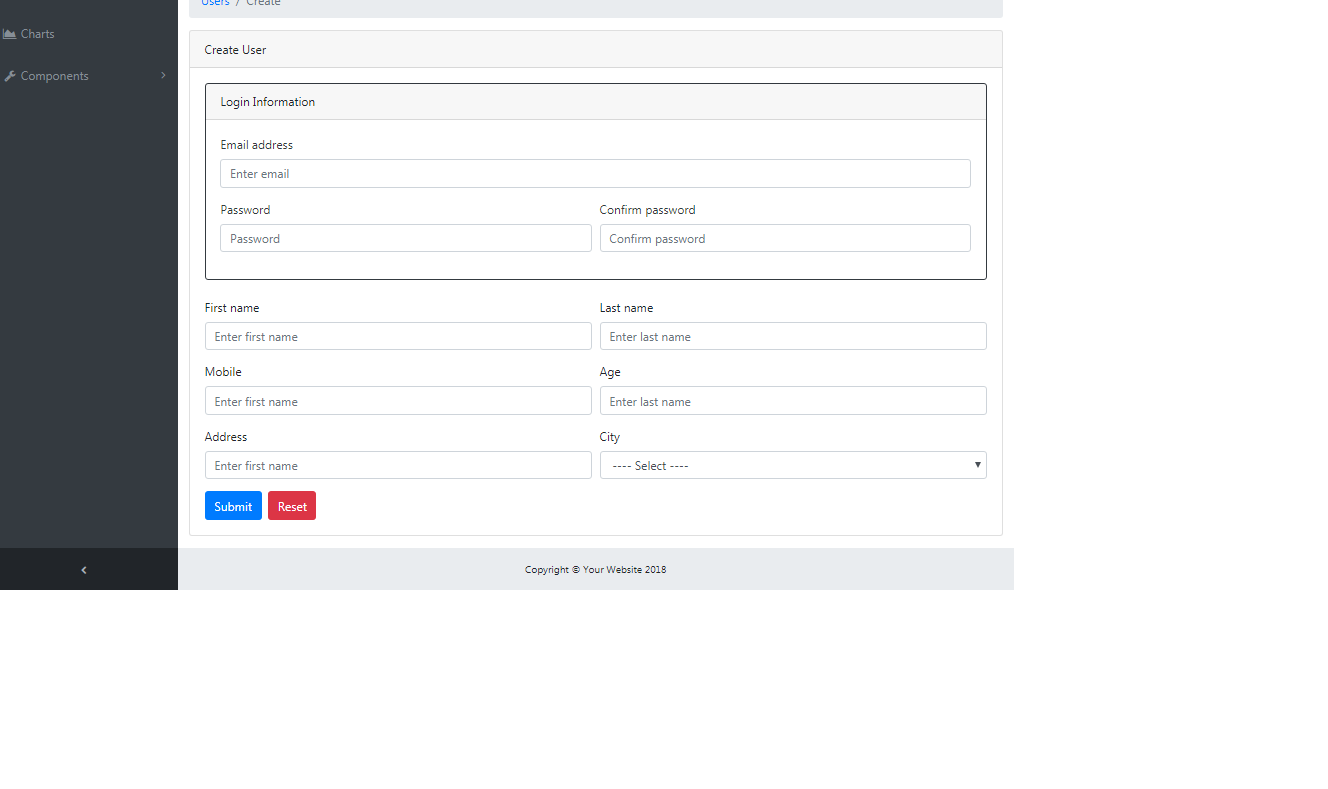 Users / Create
Charts
Components
Create User
Login Information
Email address
Enter email
Password Confirm password
Password Confirm password
First name Last name
Enter first name Enter last name
Mobile Age
Enter first name Enter last name
Address City
Enter first name ---- Select ----
Submit Reset
Copyright © Your Website 2018